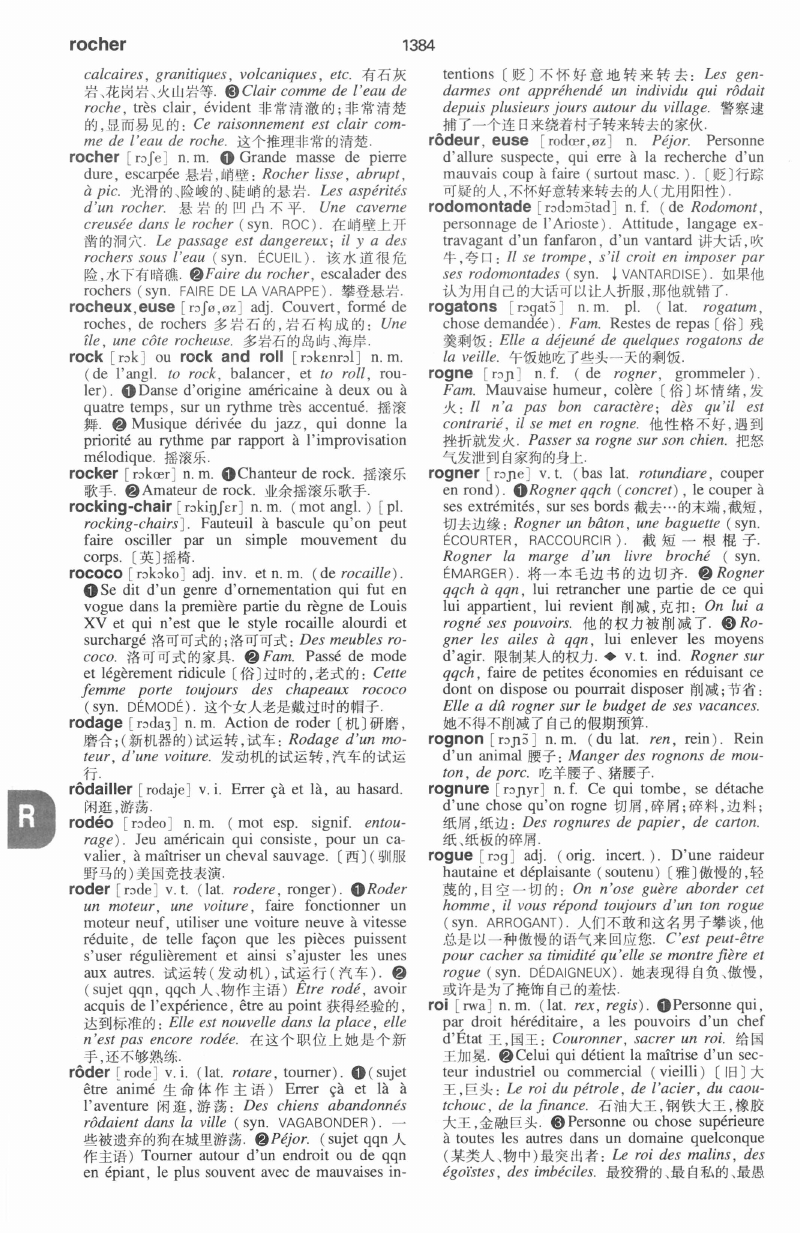 rocher
1384
calcaires, granitiques, volcaniques, etc. 有石灰
岩、花岗岩、火山岩等. ❸Clair comme de l'eau de
roche, très clair, évident 非常清澈的;非常清楚
的,显而易见的: Ce raisonnement est clair com-
me de l'eau de roche. 这个推理非常的清楚.
rocher [rɔʃe] n. m. ❶ Grande masse de pierre
dure, escarpée 悬岩,峭壁: Rocher lisse, abrupt,
à pic. 光滑的、险峻的、陡峭的悬岩. Les aspérités
d'un rocher. 悬岩的凹凸不平. Une caverne
creusée dans le rocher (syn. ROC). 在峭壁上开
凿的洞穴. Le passage est dangereux; il y a des
rochers sous l'eau (syn. ÉCUEIL). 该水道很危
险,水下有暗礁. ❷Faire du rocher, escalader des
rochers (syn. FAIRE DE LA VARAPPE). 攀登悬岩.
rocheux,euse [rɔʃø,øz] adj. Couvert, formé de
roches, de rochers 多岩石的,岩石构成的: Une
île, une côte rocheuse. 多岩石的岛屿、海岸.
rock [rɔk] ou rock and roll [rɔkɛnrɔl] n. m.
(de l'angl. to rock, balancer, et to roll, rou-
ler). ❶Danse d'origine américaine à deux ou à
quatre temps, sur un rythme très accentué. 摇滚
舞. ❷ Musique dérivée du jazz, qui donne la
priorité au rythme par rapport à l'improvisation
mélodique. 摇滚乐.
rocker [rɔkœr] n. m. ❶Chanteur de rock. 摇滚乐
歌手. ❷Amateur de rock. 业余摇滚乐歌手.
rocking-chair [rɔkiŋʃɛr] n. m. (mot angl. ) [pl.
rocking-chairs]. Fauteuil à bascule qu'on peut
faire osciller par un simple mouvement du
corps. [英]摇椅.
rococo [rɔkɔko] adj. inv. et n. m. (de rocaille).
❶Se dit d'un genre d'ornementation qui fut en
vogue dans la première partie du règne de Louis
XV et qui n'est que le style rocaille alourdi et
surchargé 洛可可式的;洛可可式: Des meubles ro-
coco. 洛可可式的家具. ❷Fam. Passé de mode
et légèrement ridicule [俗]过时的,老式的: Cette
femme porte toujours des chapeaux rococo
(syn. DÉMODÉ). 这个女人老是戴过时的帽子.
rodage [rɔdaʒ] n. m. Action de roder [机]研磨,
磨合;(新机器的)试运转,试车: Rodage d'un mo-
teur, d'une voiture. 发动机的试运转,汽车的试运
行.
rôdailler [rodaje] v. i. Errer çà et là, au hasard.
闲逛,游荡.
rodéo [rɔdeo] n. m. (mot esp. signif. entou-
rage). Jeu américain qui consiste, pour un ca-
valier, à maîtriser un cheval sauvage. [西](驯服
野马的)美国竞技表演.
roder [rɔde] v. t. (lat. rodere, ronger). ❶Roder
un moteur, une voiture, faire fonctionner un
moteur neuf, utiliser une voiture neuve à vitesse
réduite, de telle façon que les pièces puissent
s'user régulièrement et ainsi s'ajuster les unes
aux autres. 试运转(发动机),试运行(汽车). ❷
(sujet qqn, qqch 人、物作主语) Être rodé, avoir
acquis de l'expérience, être au point 获得经验的,
达到标准的: Elle est nouvelle dans la place, elle
n'est pas encore rodée. 在这个职位上她是个新
手,还不够熟练.
rôder [rode] v. i. (lat. rotare, tourner). ❶(sujet
être animé 生命体作主语) Errer çà et là à
l'aventure 闲逛,游荡: Des chiens abandonnés
rôdaient dans la ville (syn. VAGABONDER). 一
些被遗弃的狗在城里游荡. ❷Péjor. (sujet qqn 人
作主语) Tourner autour d'un endroit ou de qqn
en épiant, le plus souvent avec de mauvaises in-
R
tentions [贬]不怀好意地转来转去: Les gen-
darmes ont appréhendé un individu qui rôdait
depuis plusieurs jours autour du village. 警察逮
捕了一个连日来绕着村子转来转去的家伙.
rôdeur, euse [rodœr,øz] n. Péjor. Personne
d'allure suspecte, qui erre à la recherche d'un
mauvais coup à faire (surtout masc. ). [贬]行踪
可疑的人,不怀好意转来转去的人(尤用阳性).
rodomontade [rɔdɔmɔ̃tad] n. f. (de Rodomont,
personnage de l'Arioste). Attitude, langage ex-
travagant d'un fanfaron, d'un vantard 讲大话,吹
牛,夸口: Il se trompe, s'il croit en imposer par
ses rodomontades (syn. ↓VANTARDISE). 如果他
认为用自己的大话可以让人折服,那他就错了.
rogatons [rɔgatɔ̃] n. m. pl. (lat. rogatum,
chose demandée). Fam. Restes de repas [俗] 残
羹剩饭: Elle a déjeuné de quelques rogatons de
la veille. 午饭她吃了些头一天的剩饭.
rogne [rɔɲ] n. f. (de rogner, grommeler).
Fam. Mauvaise humeur, colère [俗]坏情绪,发
火: Il n'a pas bon caractère; dès qu'il est
contrarié, il se met en rogne. 他性格不好,遇到
挫折就发火. Passer sa rogne sur son chien. 把怒
气发泄到自家狗的身上.
rogner [rɔɲe] v. t. (bas lat. rotundiare, couper
en rond). ❶Rogner qqch (concret), le couper à
ses extrémités, sur ses bords 截去…的末端,截短,
切去边缘: Rogner un bâton, une baguette (syn.
ÉCOURTER, RACCOURCIR). 截短一根棍子.
Rogner la marge d'un livre broché (syn.
ÉMARGER). 将一本毛边书的边切齐. ❷Rogner
qqch à qqn, lui retrancher une partie de ce qui
lui appartient, lui revient 削减,克扣: On lui a
rogné ses pouvoirs. 他的权力被削减了. ❸Ro-
gner les ailes à qqn, lui enlever les moyens
d'agir. 限制某人的权力. ◆ v. t. ind. Rogner sur
qqch, faire de petites économies en réduisant ce
dont on dispose ou pourrait disposer 削减;节省:
Elle a dû rogner sur le budget de ses vacances.
她不得不削减了自己的假期预算.
rognon [rɔɲɔ̃] n. m. (du lat. ren, rein). Rein
d'un animal 腰子: Manger des rognons de mou-
ton, de porc. 吃羊腰子、猪腰子.
rognure [rɔɲyr] n. f. Ce qui tombe, se détache
d'une chose qu'on rogne 切屑,碎屑;碎料,边料;
纸屑,纸边: Des rognures de papier, de carton.
纸、纸板的碎屑.
rogue [rɔg] adj. (orig. incert. ). D'une raideur
hautaine et déplaisante (soutenu) [雅]傲慢的,轻
蔑的,目空一切的: On n'ose guère aborder cet
homme, il vous répond toujours d'un ton rogue
(syn. ARROGANT). 人们不敢和这名男子攀谈,他
总是以一种傲慢的语气来回应您. C'est peut-être
pour cacher sa timidité qu'elle se montre fière et
rogue (syn. DÉDAIGNEUX). 她表现得自负、傲慢,
或许是为了掩饰自己的羞怯.
roi [rwa] n. m. (lat. rex, regis). ❶Personne qui,
par droit héréditaire, a les pouvoirs d'un chef
d'État 王,国王: Couronner, sacrer un roi. 给国
王加冕. ❷Celui qui détient la maîtrise d'un sec-
teur industriel ou commercial (vieilli) [旧]大
王,巨头: Le roi du pétrole, de l'acier, du caou-
tchouc, de la finance. 石油大王,钢铁大王,橡胶
大王,金融巨头. ❸Personne ou chose supérieure
à toutes les autres dans un domaine quelconque
(某类人、物中)最突出者: Le roi des malins, des
égoïstes, des imbéciles. 最狡猾的、最自私的、最愚